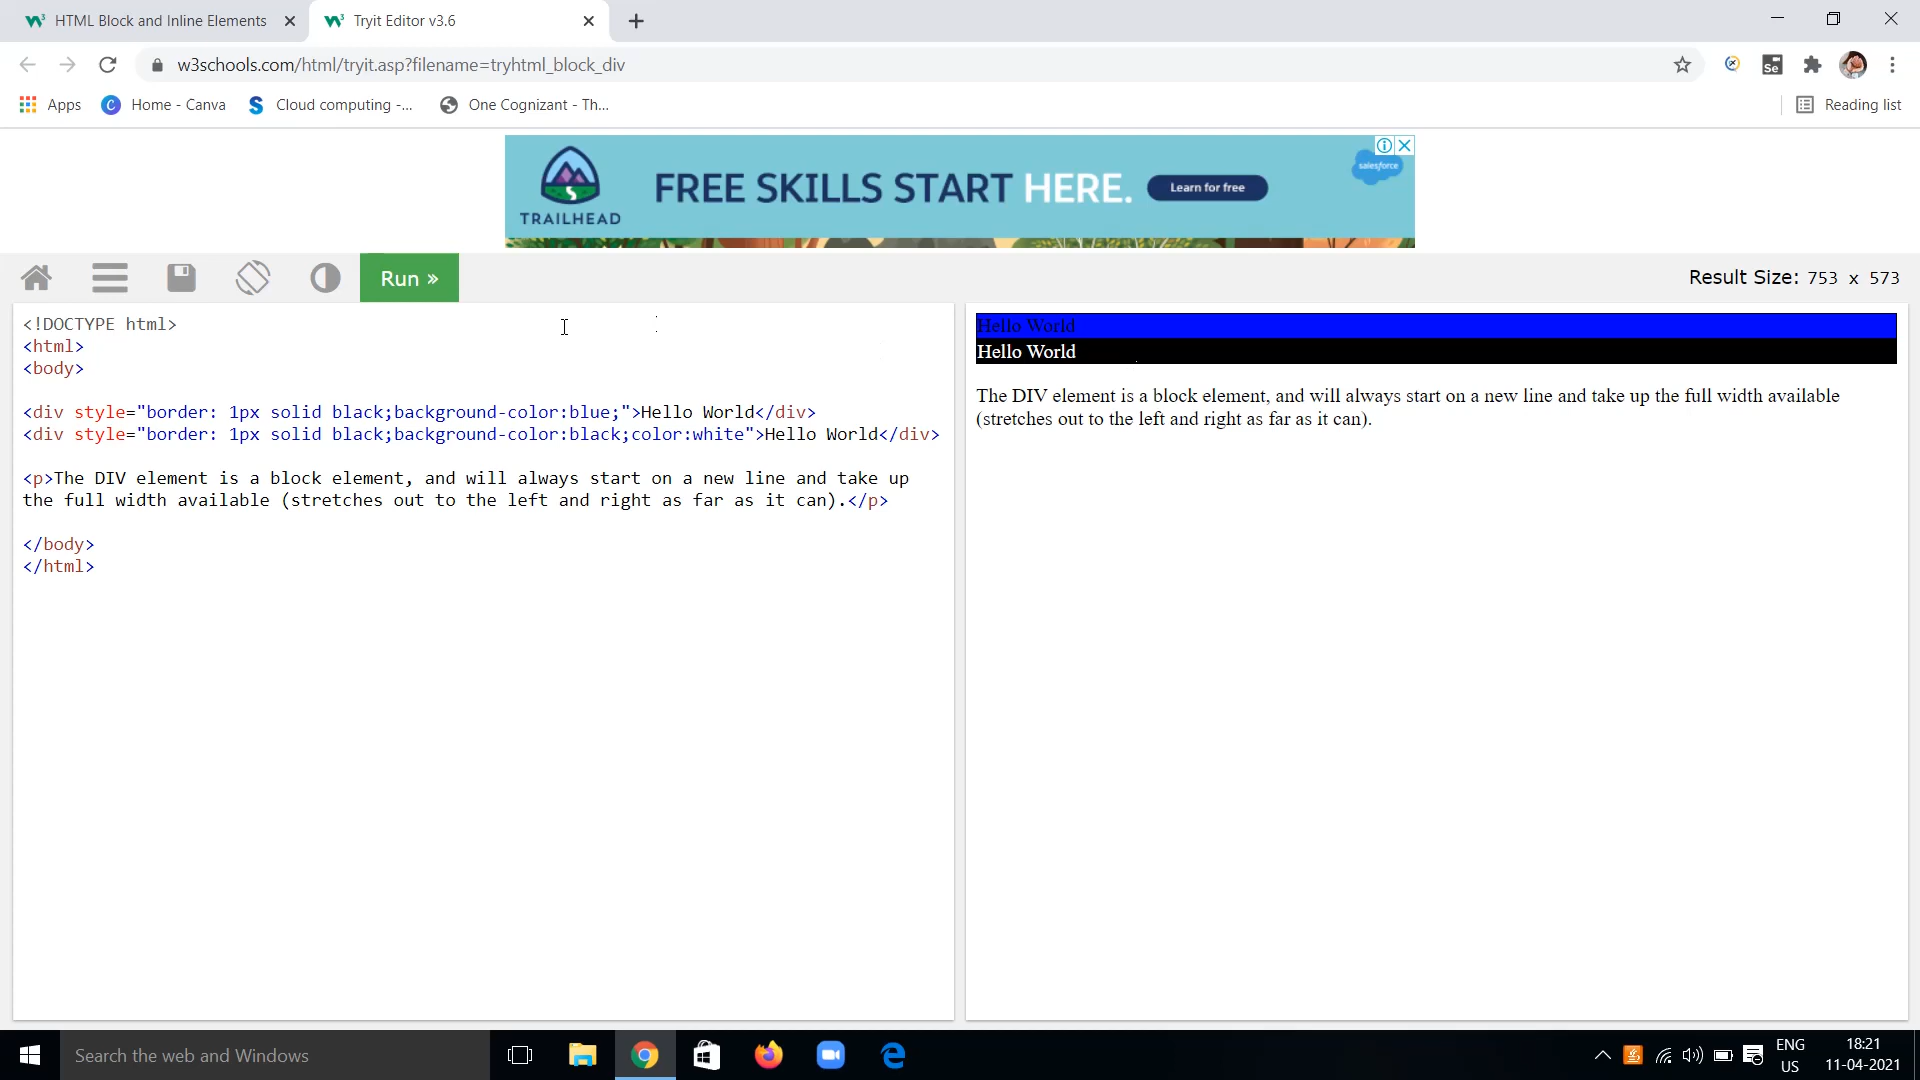 HTML Block and Inline Elements
Tryit Editor v3.6
w3schools.com/html/tryit.asp?filename=tryhtml_block_div
Se
Apps
Home - Canva
Cloud computing -...
One Cognizant - Th...
Reading list
TRAILHEAD
FREE SKILLS START HERE.
Learn for free
salesforce
Run »
Result Size: 753 x 573
<!DOCTYPE html>
<html>
<body>
<div style="border: 1px solid black;background-color:blue;">Hello World</div>
<div style="border: 1px solid black;background-color:black;color:white">Hello World</div>
<p>The DIV element is a block element, and will always start on a new line and take up
the full width available (stretches out to the left and right as far as it can).</p>
</body>
</html>
Hello World
Hello World
The DIV element is a block element, and will always start on a new line and take up the full width available
(stretches out to the left and right as far as it can).
Search the web and Windows
ENG
US
18:21
11-04-2021